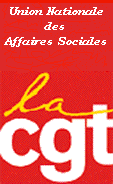 Union Nationale
des
Affaires Sociales
la
cgt